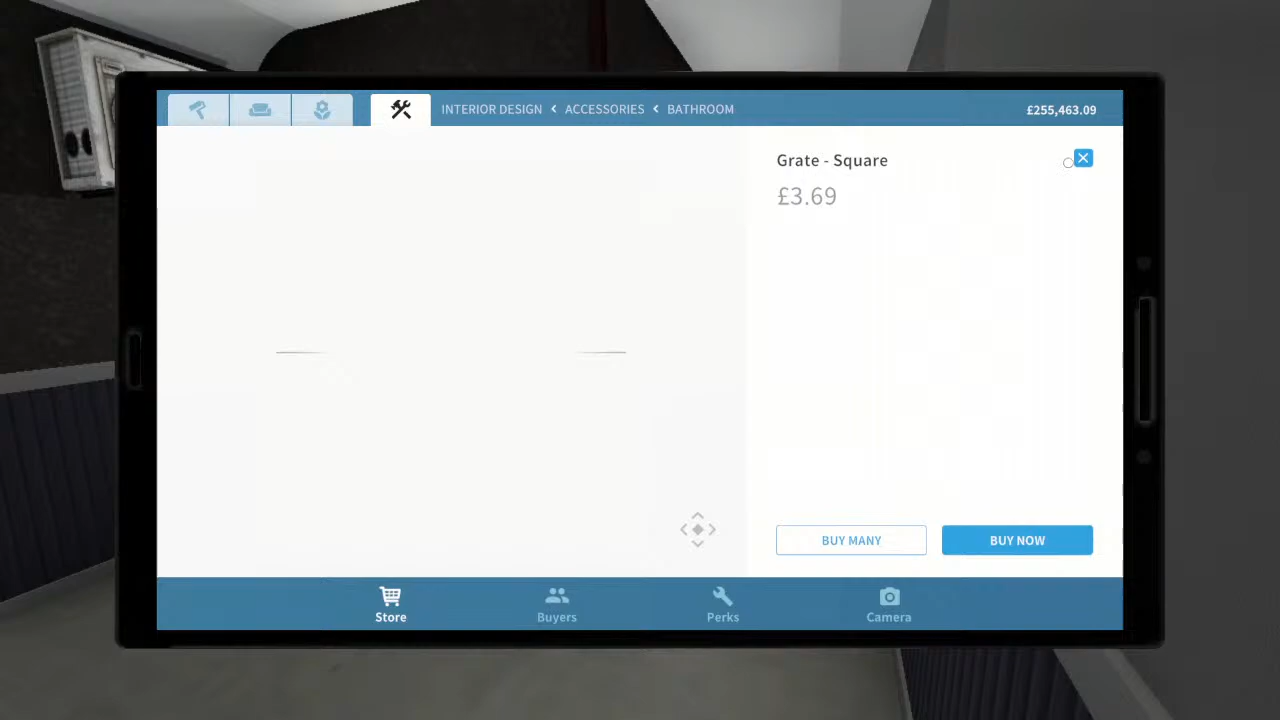 INTERIOR DESIGN < ACCESSORIES < BATHROOM
£255,463.09
Grate - Square
£3.69
BUY MANY
BUY NOW
Store
Buyers
Perks
Camera